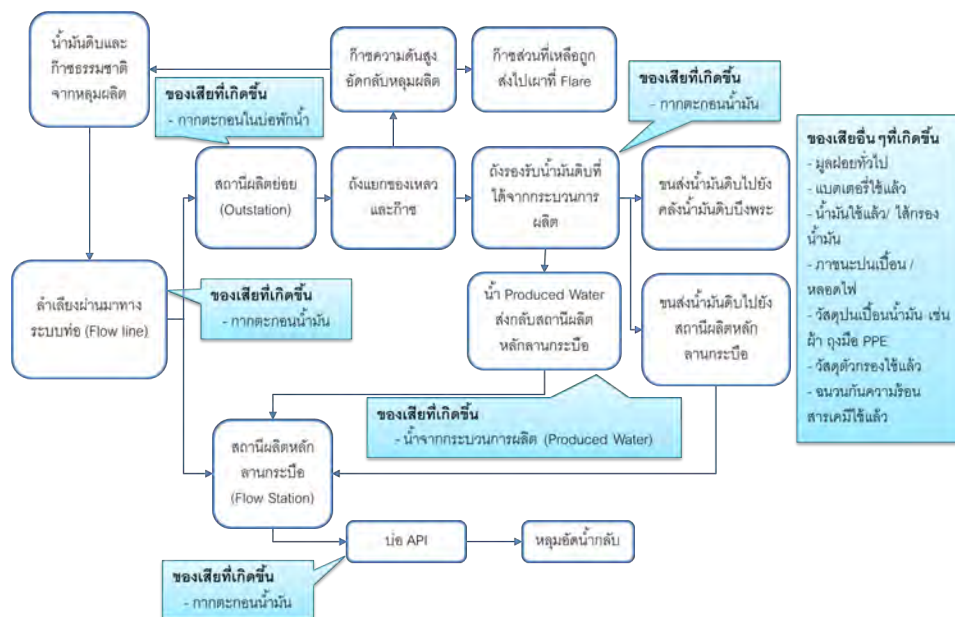 น้ำมันดิบและ
ก๊าซธรรมชาติ
จากหลุมผลิต
ก๊าซความดันสูง
อัดกลับหลุมผลิต
ก๊าซส่วนที่เหลือถูก
ส่งไปเผาที่ Flare
ของเสียที่เกิดขึ้น
- กากตะกอนในบ่อพักน้ำ
ของเสียที่เกิดขึ้น
- กากตะกอนน้ำมัน
สถานีผลิตย่อย
(Outstation)
ถังแยกของเหลว
และก๊าซ
ถังรองรับน้ำมันดิบที่
ได้จากกระบวนการ
ผลิต
ขนส่งน้ำมันดิบไปยัง
คลังน้ำมันดิบบึงพระ
ของเสียอื่น ๆที่เกิดขึ้น
- มูลฝอยทั่วไป
- แบตเตอรี่ใช้แล้ว
- น้ำมันใช้แล้ว/ ไส้กรอง
น้ำมัน
- ภาชนะปนเปื้อน /
หลอดไฟ
- วัสดุปนเปื้อนน้ำมัน เช่น
ผ้า ถุงมือ PPE
- วัสดุตัวกรองใช้แล้ว
- ฉนวนกันความร้อน
สารเคมีใช้แล้ว
ลำเลียงผ่านมาทาง
ระบบท่อ (Flow line)
ของเสียที่เกิดขึ้น
- กากตะกอนน้ำมัน
น้ำ Produced Water
ส่งกลับสถานีผลิต
หลักลานกระบือ
ขนส่งน้ำมันดิบไปยัง
สถานีผลิตหลัก
ลานกระบือ
ของเสียที่เกิดขึ้น
- น้ำจากกระบวนการผลิต (Produced Water)
สถานีผลิตหลัก
ลานกระบือ
(Flow Station)
บ่อ API
หลุมอัดน้ำกลับ
ของเสียที่เกิดขึ้น
- กากตะกอนน้ำมัน